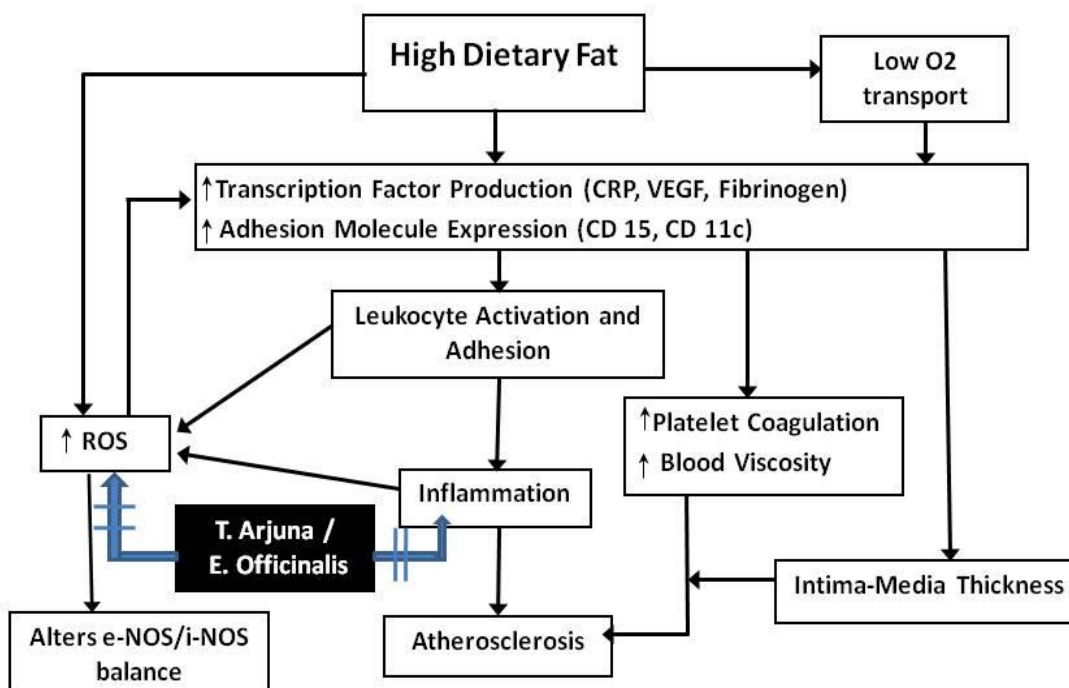 High Dietary Fat
Low O2
transport
↑Transcription Factor Production (CRP, VEGF, Fibrinogen)
↑ Adhesion Molecule Expression (CD 15, CD 11c)
Leukocyte Activation and
Adhesion
↑Platelet Coagulation
↑ Blood Viscosity
↑ ROS
Inflammation
T. Arjuna /
E. Officinalis
Intima-Media Thickness
Alters e-NOS/i-NOS
balance
Atherosclerosis